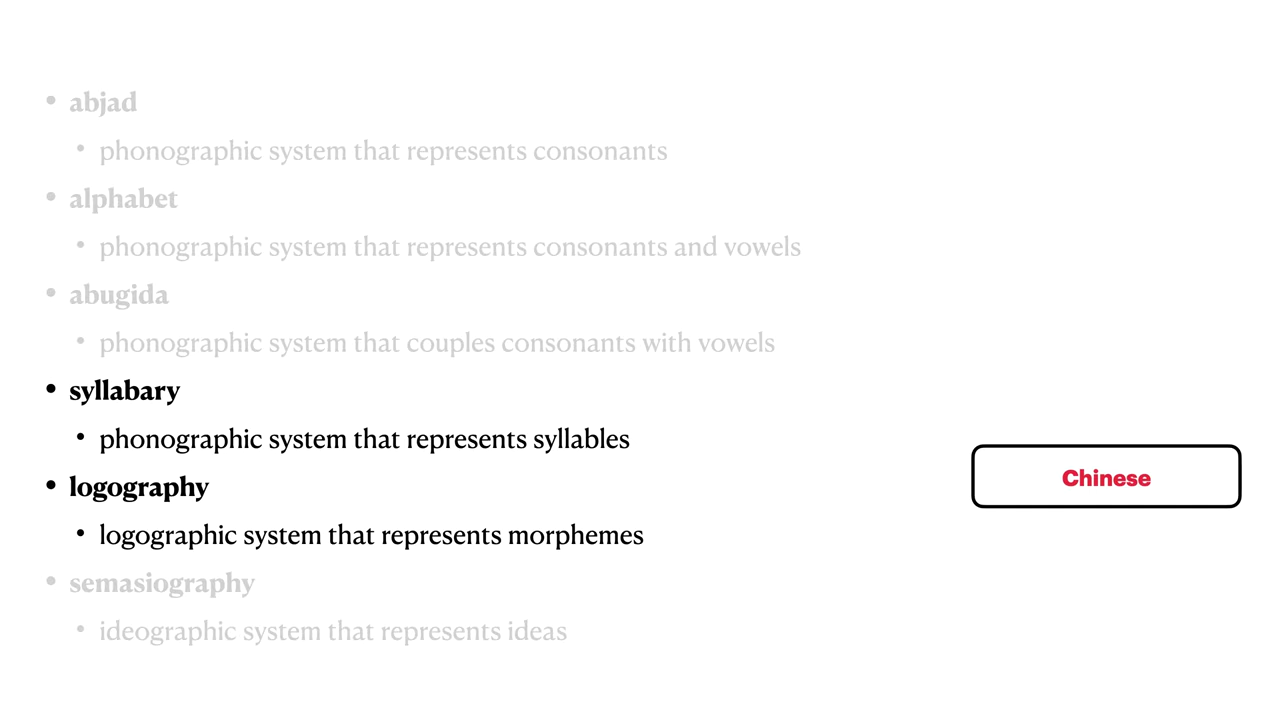 • abjad
• phonographic system that represents consonants
• alphabet
• phonographic system that represents consonants and vowels
• abugida
• phonographic system that couples consonants with vowels
• syllabary
• phonographic system that represents syllables
• logography
• logographic system that represents morphemes
• semasiography
• ideographic system that represents ideas
Chinese